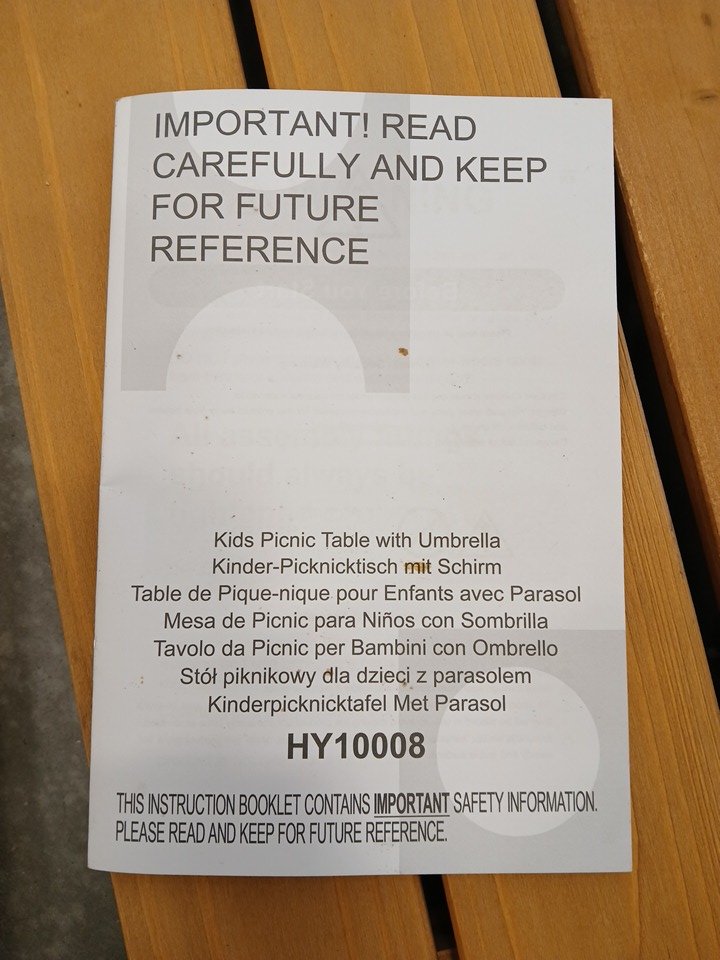 IMPORTANT! READ
CAREFULLY AND KEEP
FOR FUTURE
REFERENCE
Kids Picnic Table with Umbrella
Kinder-Picknicktisch mit Schirm
Table de Pique-nique pour Enfants avec Parasol
Mesa de Picnic para Niños con Sombrilla
Tavolo da Picnic per Bambini con Ombrello
Stół piknikowy dla dzieci z parasolem
Kinderpicknicktafel Met Parasol
HY10008
THIS INSTRUCTION BOOKLET CONTAINS IMPORTANT SAFETY INFORMATION.
PLEASE READ AND KEEP FOR FUTURE REFERENCE.